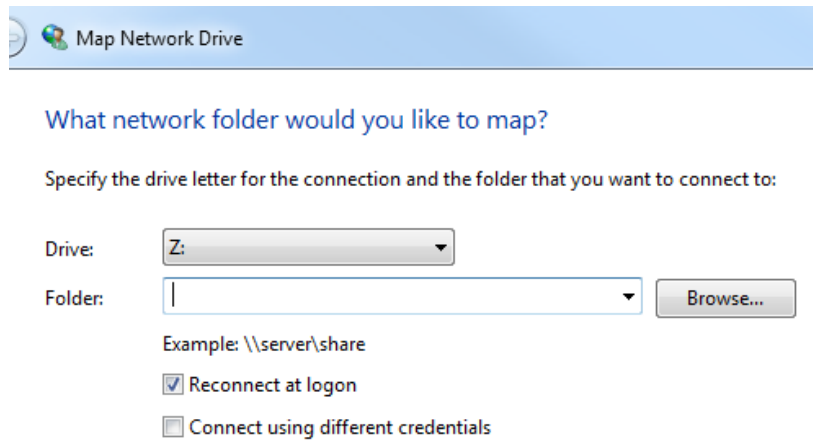 Map Network Drive
What network folder would you like to map?
Specify the drive letter for the connection and the folder that you want to connect to:
Drive: Z:
Folder: Browse...
Example: \\server\share
Reconnect at logon
Connect using different credentials